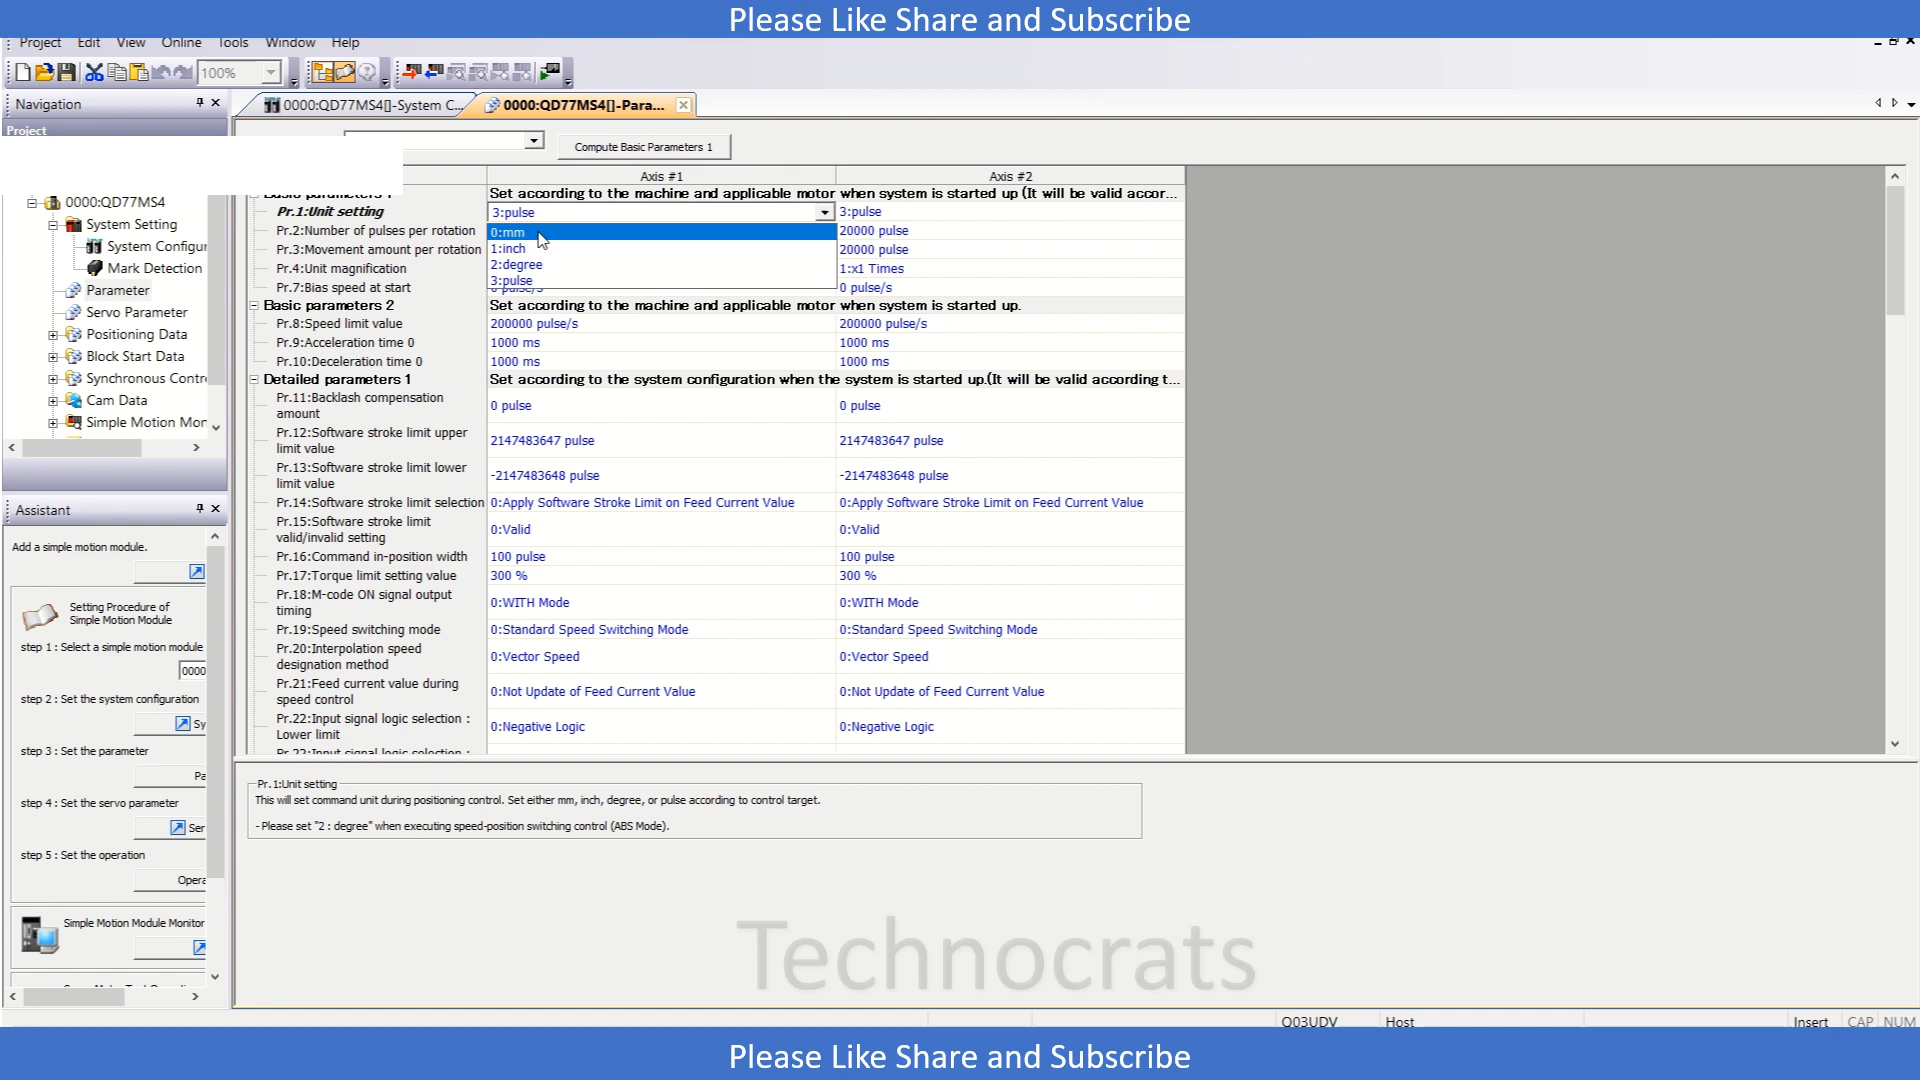 Please Like Share and Subscribe
Project Edit View Online Tools Window Help
100%
Navigation
0000:QD77MS4[]-System C...
0000:QD77MS4[]-Para...
Project
Compute Basic Parameters 1
Axis #1 Axis #2
Set according to the machine and applicable motor when system is started up (It will be valid accor...
Pr.1:Unit setting 3:pulse 3:pulse
Pr.2:Number of pulses per rotation 20000 pulse
Pr.3:Movement amount per rotation 20000 pulse
Pr.4:Unit magnification 1:x1 Times
Pr.7:Bias speed at start 0 pulse/s 0 pulse/s
0:mm
1:inch
2:degree
3:pulse
Basic parameters 2 Set according to the machine and applicable motor when system is started up.
Pr.8:Speed limit value 200000 pulse/s 200000 pulse/s
Pr.9:Acceleration time 0 1000 ms 1000 ms
Pr.10:Deceleration time 0 1000 ms 1000 ms
Detailed parameters 1 Set according to the system configuration when the system is started up.(It will be valid according t...
Pr.11:Backlash compensation
amount 0 pulse 0 pulse
Pr.12:Software stroke limit upper
limit value 2147483647 pulse 2147483647 pulse
Pr.13:Software stroke limit lower
limit value -2147483648 pulse -2147483648 pulse
Pr.14:Software stroke limit selection 0:Apply Software Stroke Limit on Feed Current Value 0:Apply Software Stroke Limit on Feed Current Value
Pr.15:Software stroke limit
valid/invalid setting 0:Valid 0:Valid
Pr.16:Command in-position width 100 pulse 100 pulse
Pr.17:Torque limit setting value 300 % 300 %
Pr.18:M-code ON signal output
timing 0:WITH Mode 0:WITH Mode
Pr.19:Speed switching mode 0:Standard Speed Switching Mode 0:Standard Speed Switching Mode
Pr.20:Interpolation speed
designation method 0:Vector Speed 0:Vector Speed
Pr.21:Feed current value during
speed control 0:Not Update of Feed Current Value 0:Not Update of Feed Current Value
Pr.22:Input signal logic selection :
Lower limit 0:Negative Logic 0:Negative Logic
Pr.22:Input signal logic selection :
0000:QD77MS4
System Setting
System Configur
Mark Detection
Parameter
Servo Parameter
Positioning Data
Block Start Data
Synchronous Contr
Cam Data
Simple Motion Mor
Assistant
Add a simple motion module.
Setting Procedure of
Simple Motion Module
step 1 : Select a simple motion module
0000
step 2 : Set the system configuration
Sy
step 3 : Set the parameter
Pa
step 4 : Set the servo parameter
Ser
step 5 : Set the operation
Opera
Simple Motion Module Monitor
Pr.1:Unit setting
This will set command unit during positioning control. Set either mm, inch, degree, or pulse according to control target.
- Please set "2 : degree" when executing speed-position switching control (ABS Mode).
Technocrats
Q03UDV Host Insert CAP NUM
Please Like Share and Subscribe